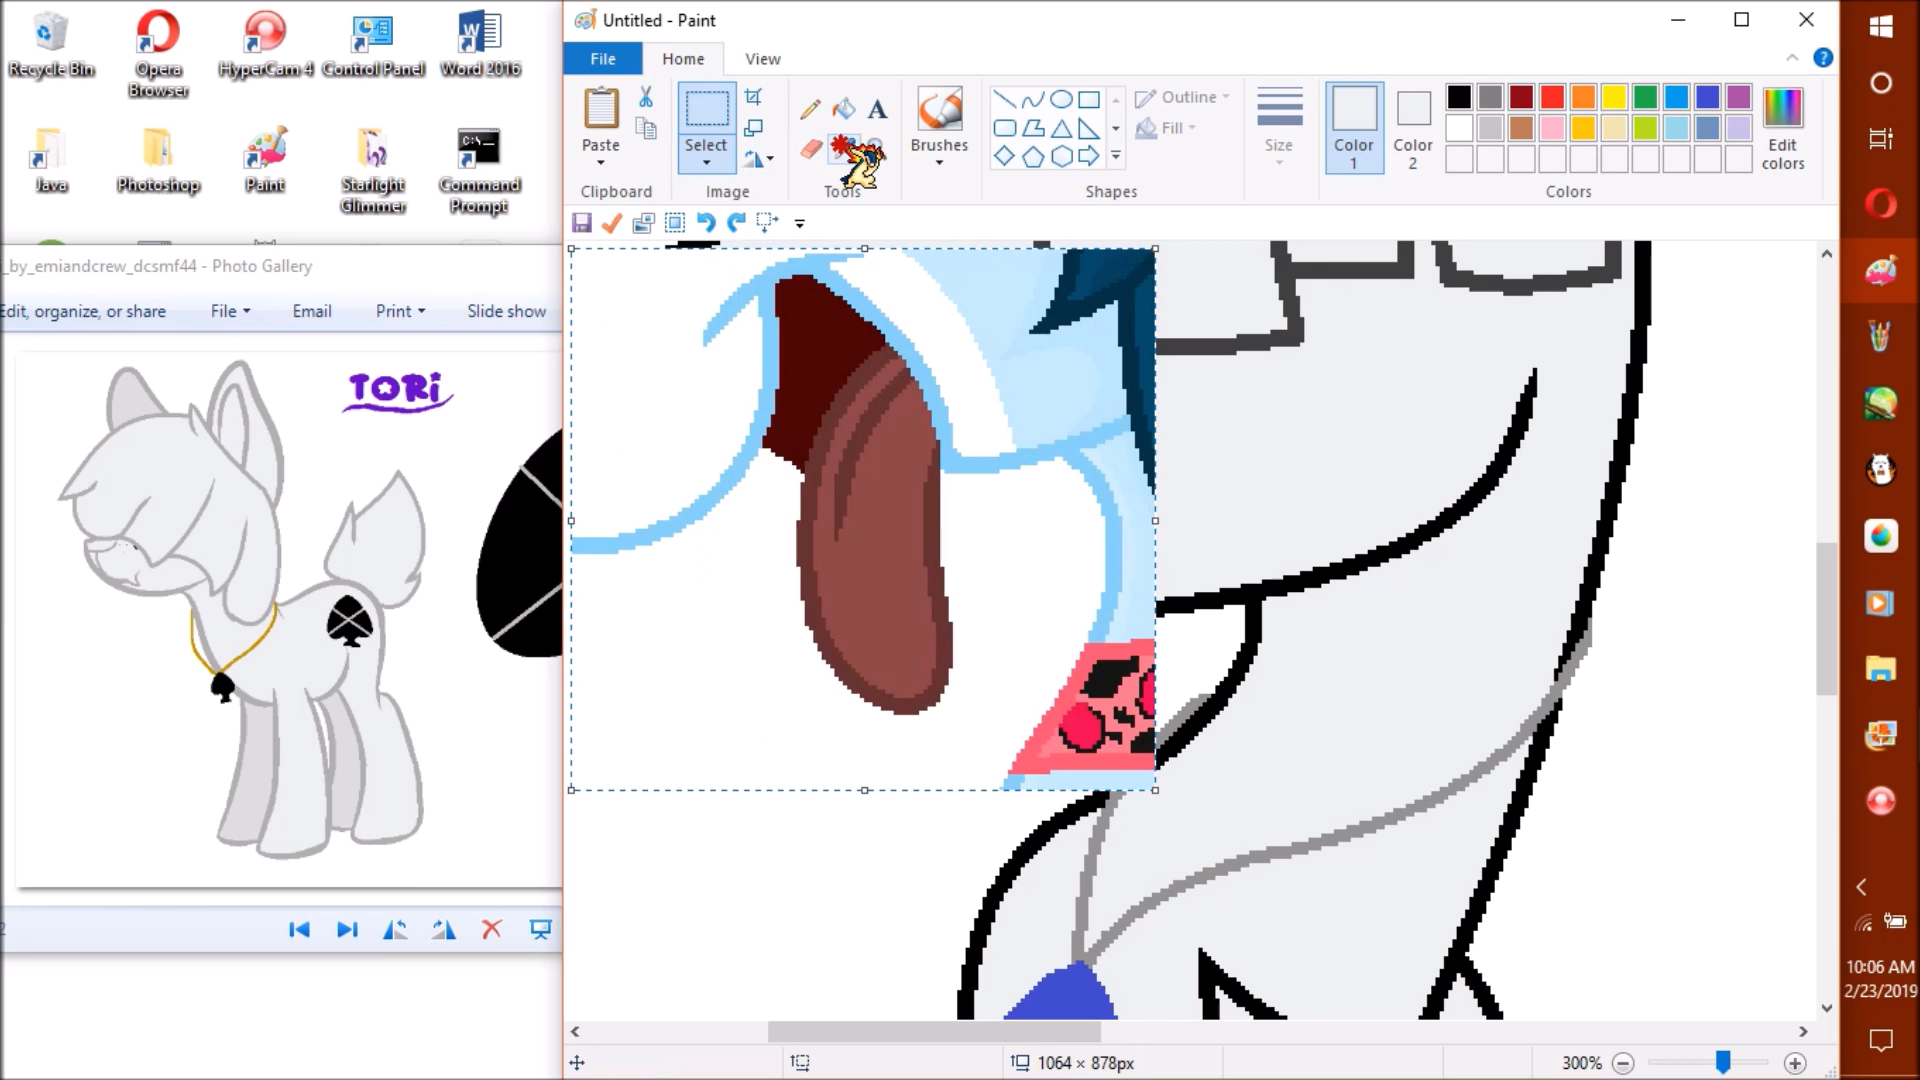 Recycle Bin
Opera Browser
HyperCam 4
Control Panel
Word 2016
Java
Photoshop
Paint
Starlight Glimmer
Command Prompt
_by_emiandcrew_dcsmf44 - Photo Gallery
Edit, organize, or share
File
Email
Print
Slide show
TORi
Untitled - Paint
File
Home
View
Paste
Select
Brushes
Outline
Fill
Size
Color 1
Color 2
Edit colors
Clipboard
Image
Tools
Shapes
Colors
1064 × 878px
300%
10:06 AM
2/23/2019